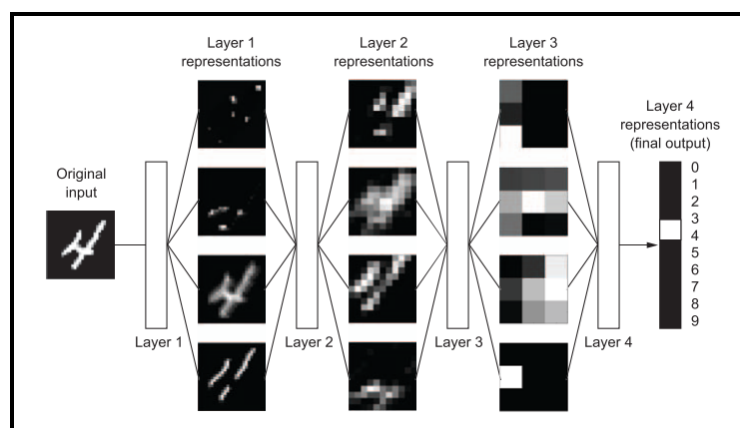 Layer 1
representations
Layer 2
representations
Layer 3
representations
Layer 4
representations
(final output)
Original
input
0
1
2
3
4
5
6
7
8
9
Layer 1
Layer 2
Layer 3
Layer 4